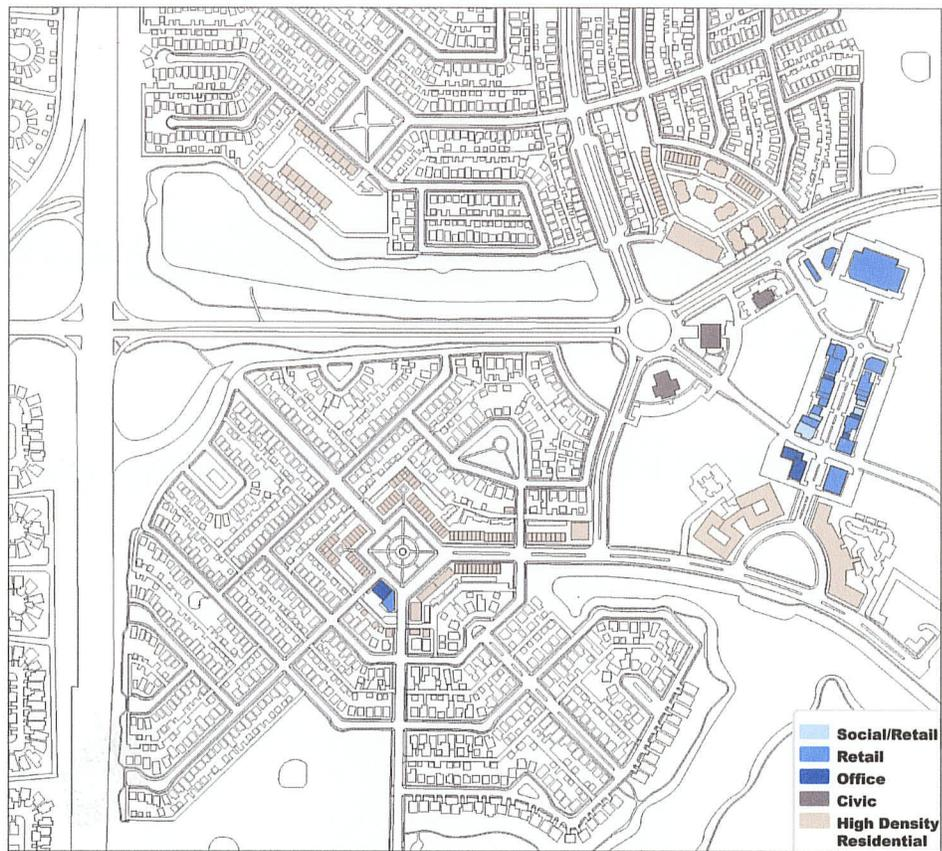 Social/Retail
Retail
Office
Civic
High Density
Residential